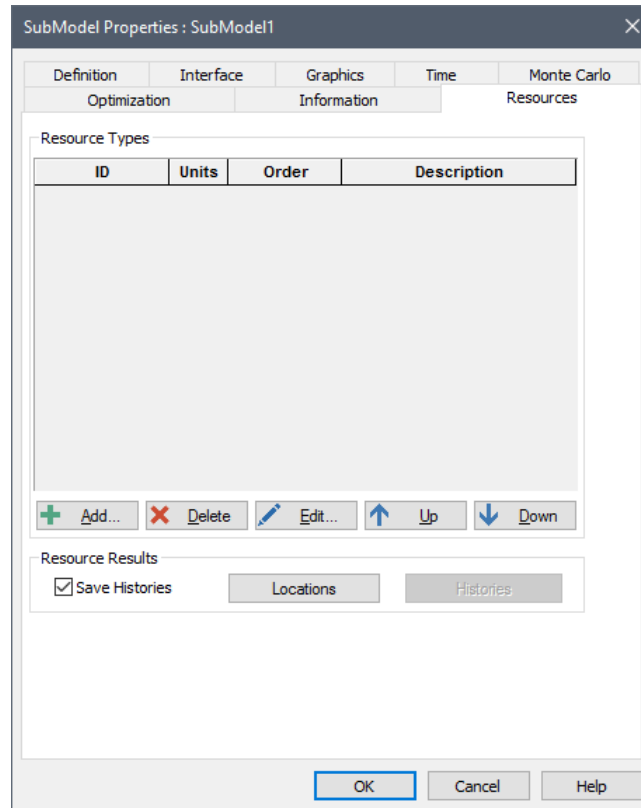 SubModel Properties : SubModel1
Definition Interface Graphics Time Monte Carlo
Optimization Information Resources
Resource Types
ID Units Order Description
Add... Delete Edit... Up Down
Resource Results
Save Histories Locations Histories
OK Cancel Help